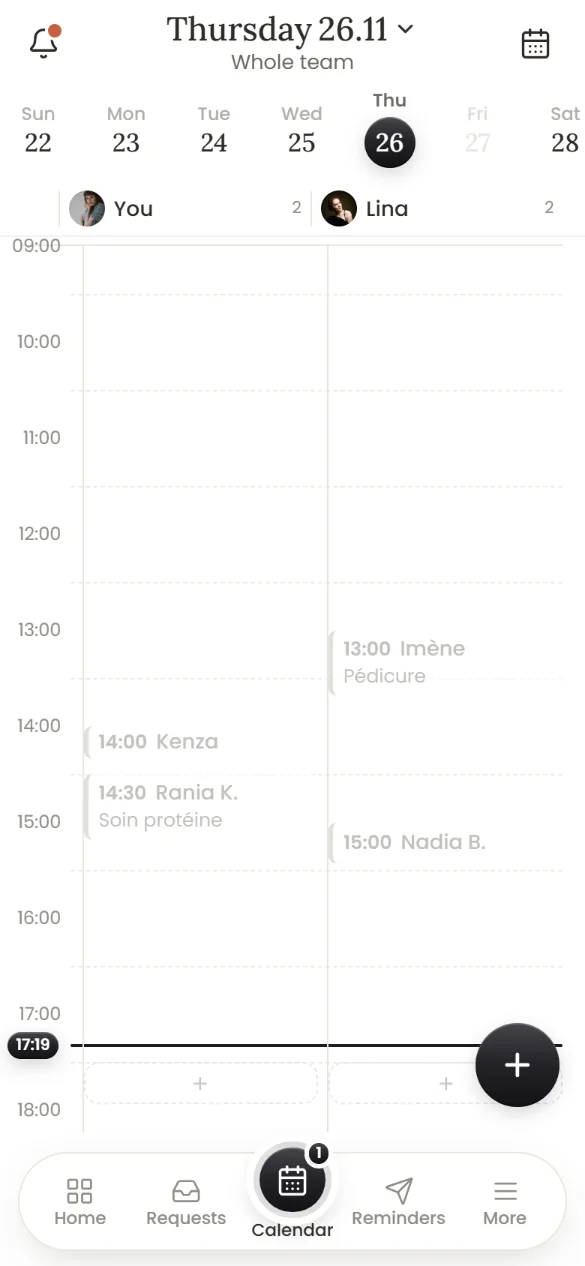 Thursday 26.11
Whole team
Sun Mon Tue Wed Thu Fri Sat
22 23 24 25 26 27 28
You 2 Lina 2
09:00
10:00
11:00
12:00
13:00
13:00 Imène
Pédicure
14:00
14:00 Kenza
14:30 Rania K.
Soin protéine
15:00
15:00 Nadia B.
16:00
17:00
17:19
18:00
1
Home Requests Calendar Reminders More